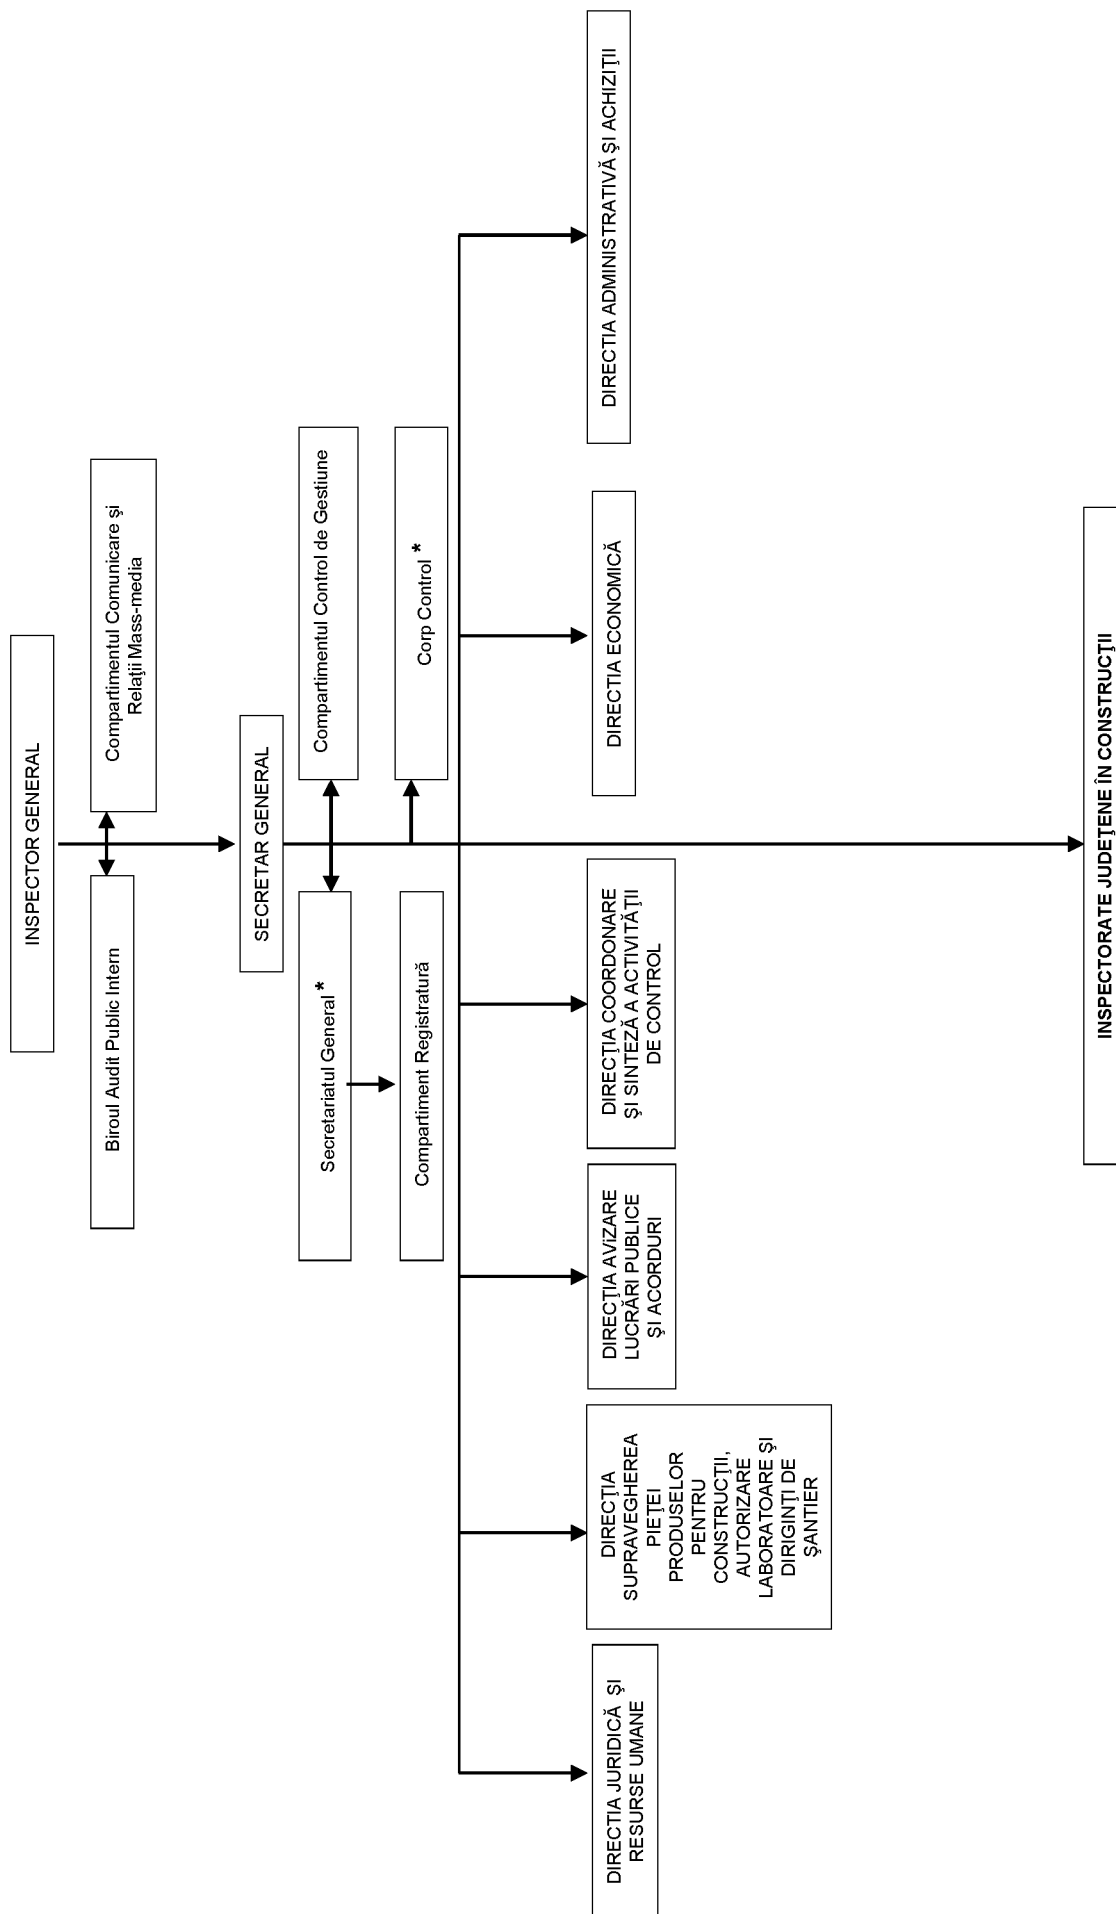 INSPECTOR GENERAL
Biroul Audit Public Intern
Compartimentul Comunicare şi
Relaţii Mass-media
SECRETAR GENERAL
Secretariatul General *
Compartimentul Control de Gestiune
Compartiment Registratură
Corp Control *
DIRECTIA JURIDICĂ ŞI
RESURSE UMANE
DIRECŢIA
SUPRAVEGHEREA
PIEŢEI
PRODUSELOR
PENTRU
CONSTRUCŢII,
AUTORIZARE
LABORATOARE ŞI
DIRIGINŢI DE
ŞANTIER
DIRECŢIA AViZARE
LUCRĂRI PUBLICE
ŞI ACORDURI
DIRECŢIA COORDONARE
ŞI SINTEZĂ A ACTIVITĂŢII
DE CONTROL
DIRECTIA ECONOMICĂ
DIRECTIA ADMINISTRATIVĂ ŞI ACHIZIŢII
INSPECTORATE JUDEŢENE ÎN CONSTRUCŢII